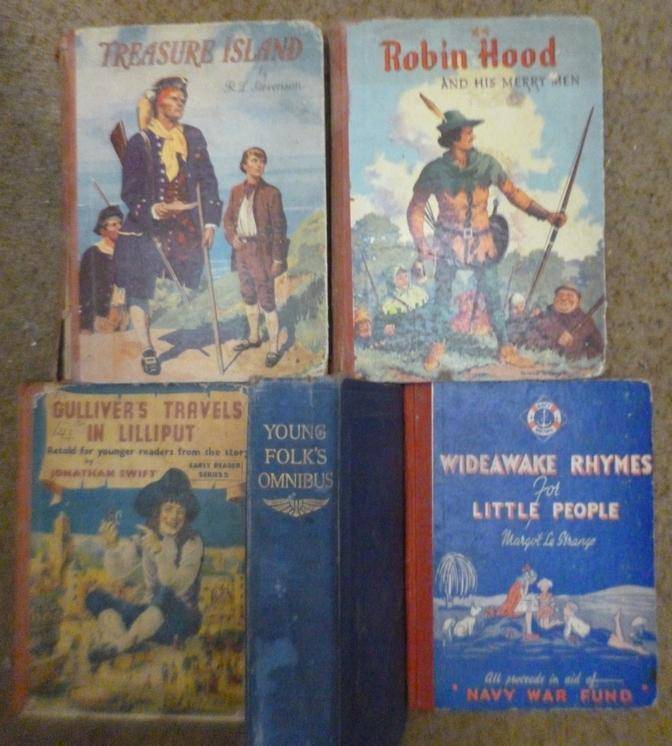 TREASURE ISLAND
by
R L Stevenson
Robin Hood
AND HIS MERRY MEN
GULLIVER'S TRAVELS
IN LILLIPUT
Retold for younger readers from the story
by
JONATHAN SWIFT
EARLY READER
SERIES
YOUNG
FOLK'S
OMNIBUS
WIDEAWAKE RHYMES
For
LITTLE PEOPLE
Margot Le Strange
All proceeds in aid of
NAVY WAR FUND